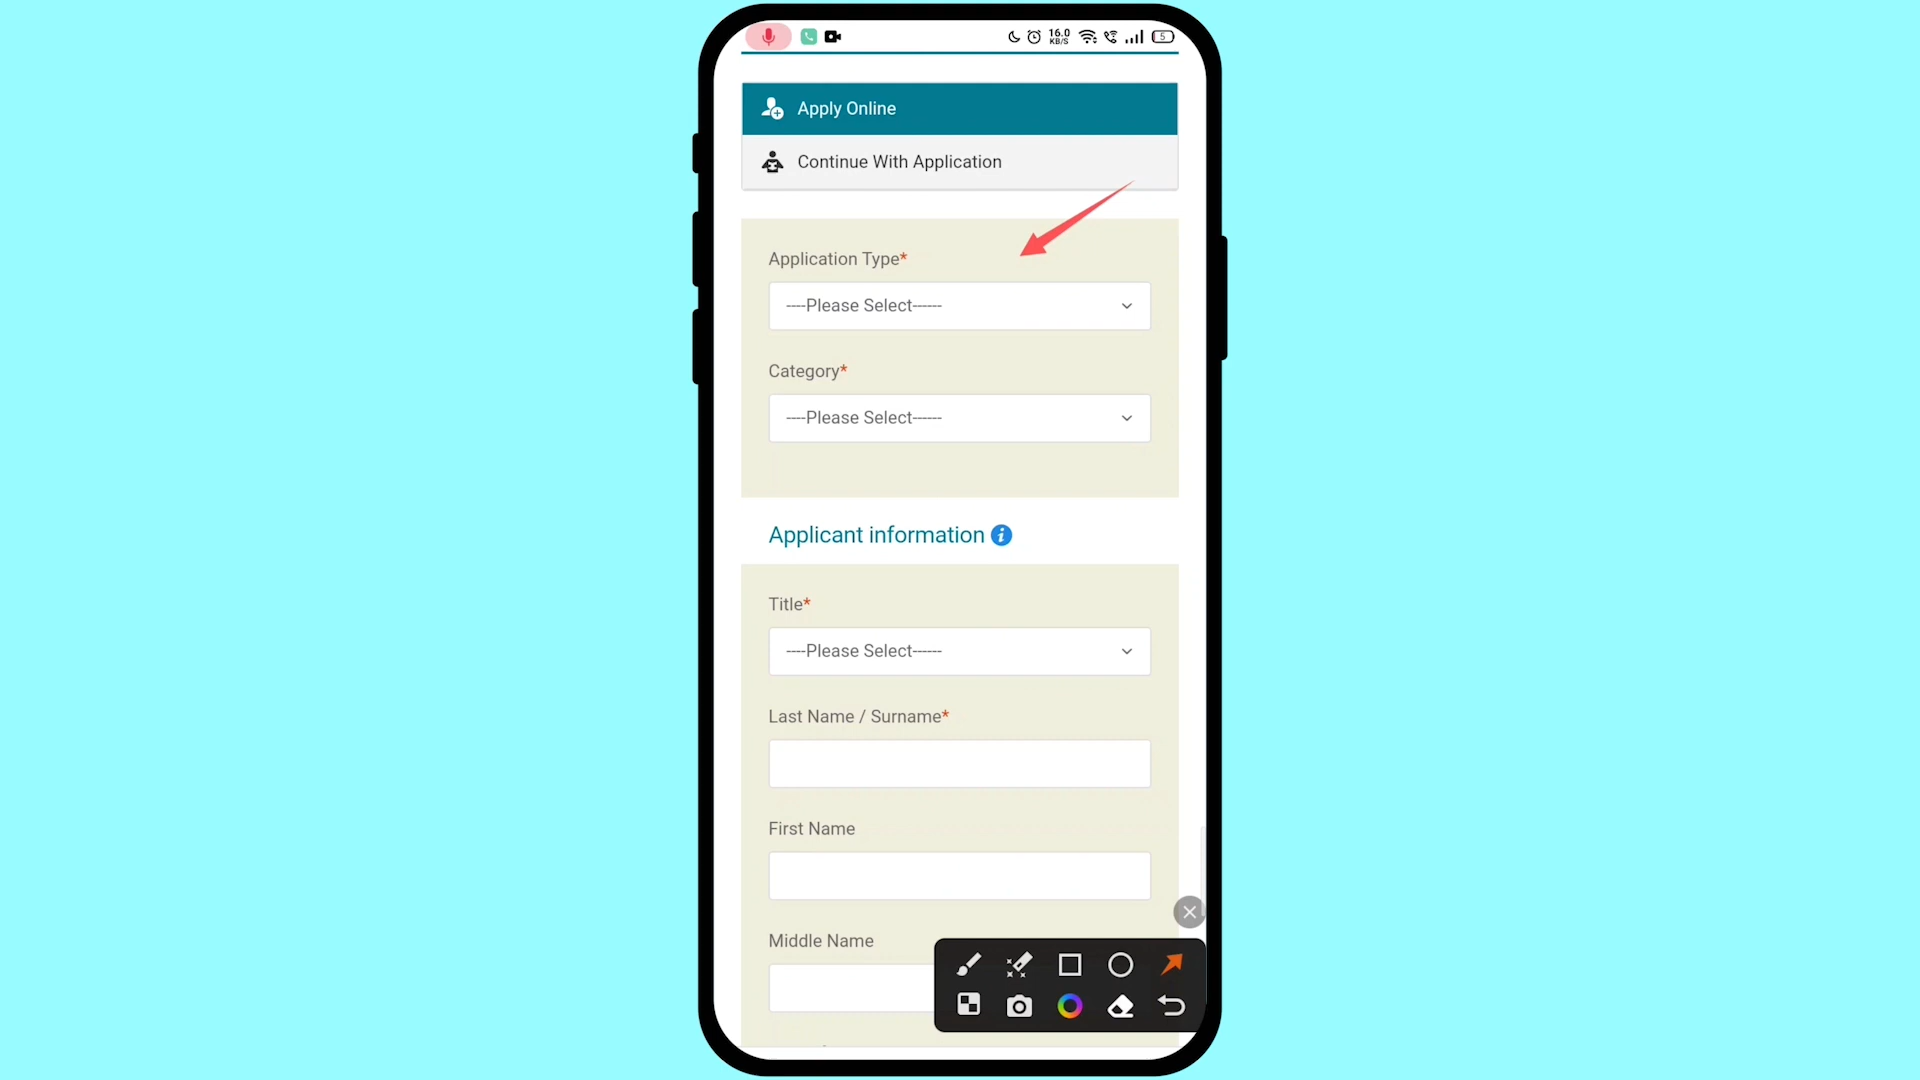 16.0
KB/S
5
Apply Online
Continue With Application
Application Type*
----Please Select------
Category*
----Please Select------
Applicant information i
Title*
----Please Select------
Last Name / Surname*
First Name
Middle Name